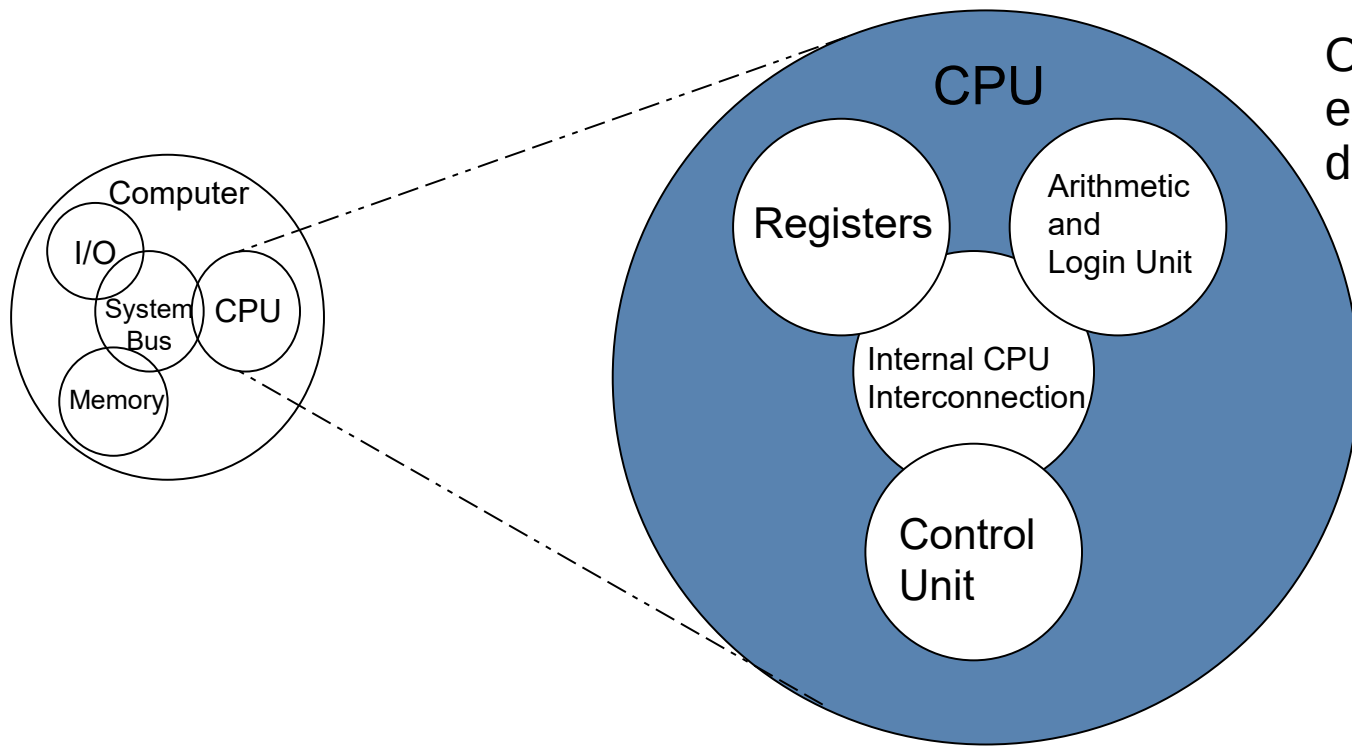 Computer
I/O
System
Bus
CPU
Memory
CPU
Registers
Arithmetic
and
Login Unit
Internal CPU
Interconnection
Control
Unit